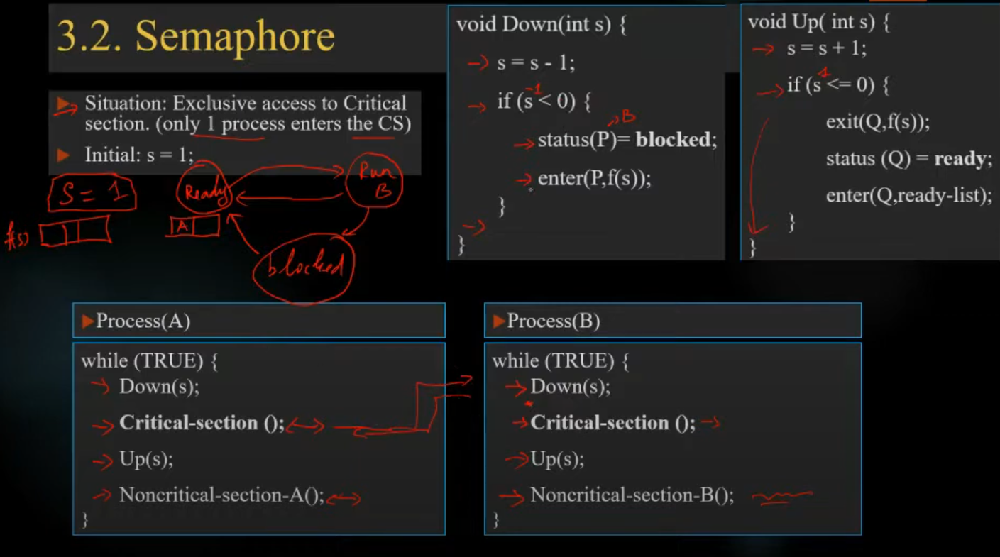 3.2. Semaphore
Situation: Exclusive access to Critical
section. (only 1 process enters the CS)
Initial: s = 1;
S = 1
f(s)
Ready
A
Run
B
blocked
void Down(int s) {
s = s - 1;
-1
if (s < 0) {
B
status(P)= blocked;
enter(P,f(s));
}
}
void Up( int s) {
s = s + 1;
1
if (s <= 0) {
exit(Q,f(s));
status (Q) = ready;
enter(Q,ready-list);
}
}
Process(A)
while (TRUE) {
Down(s);
Critical-section ();
Up(s);
Noncritical-section-A();
}
Process(B)
while (TRUE) {
Down(s);
Critical-section ();
Up(s);
Noncritical-section-B();
}